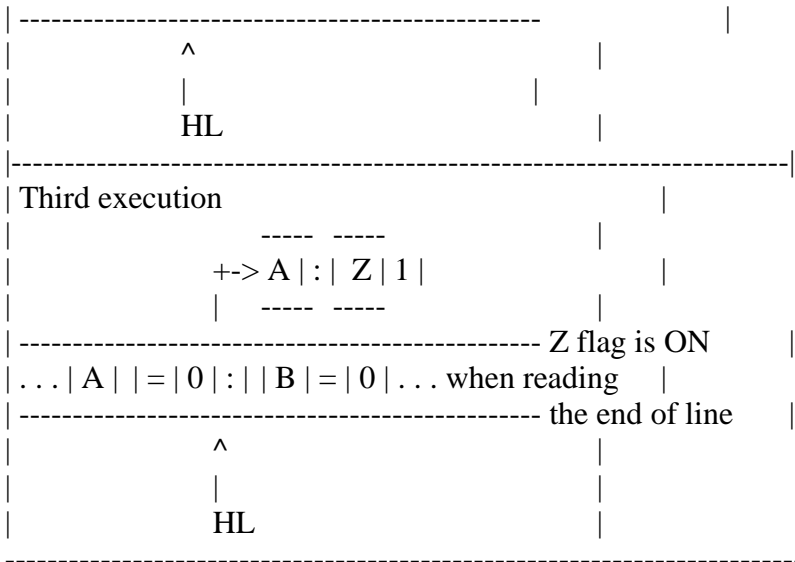 | ------------------------------------------------- |
| ^ |
| | |
| HL |
|-------------------------------------------------------------------------|
| Third execution |
| ----- ----- |
| +-> A | : | Z | 1 | |
| | ----- ----- |
| ------------------------------------------------- Z flag is ON |
| . . . | A | | = | 0 | : | | B | = | 0 | . . . when reading |
| ------------------------------------------------- the end of line |
| ^ |
| | |
| HL |
---------------------------------------------------------------------------